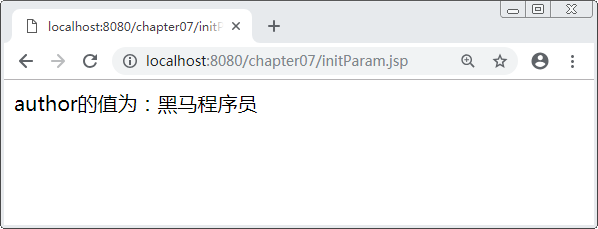 localhost:8080/chapter07/init
localhost:8080/chapter07/initParam.jsp
author的值为：黑马程序员